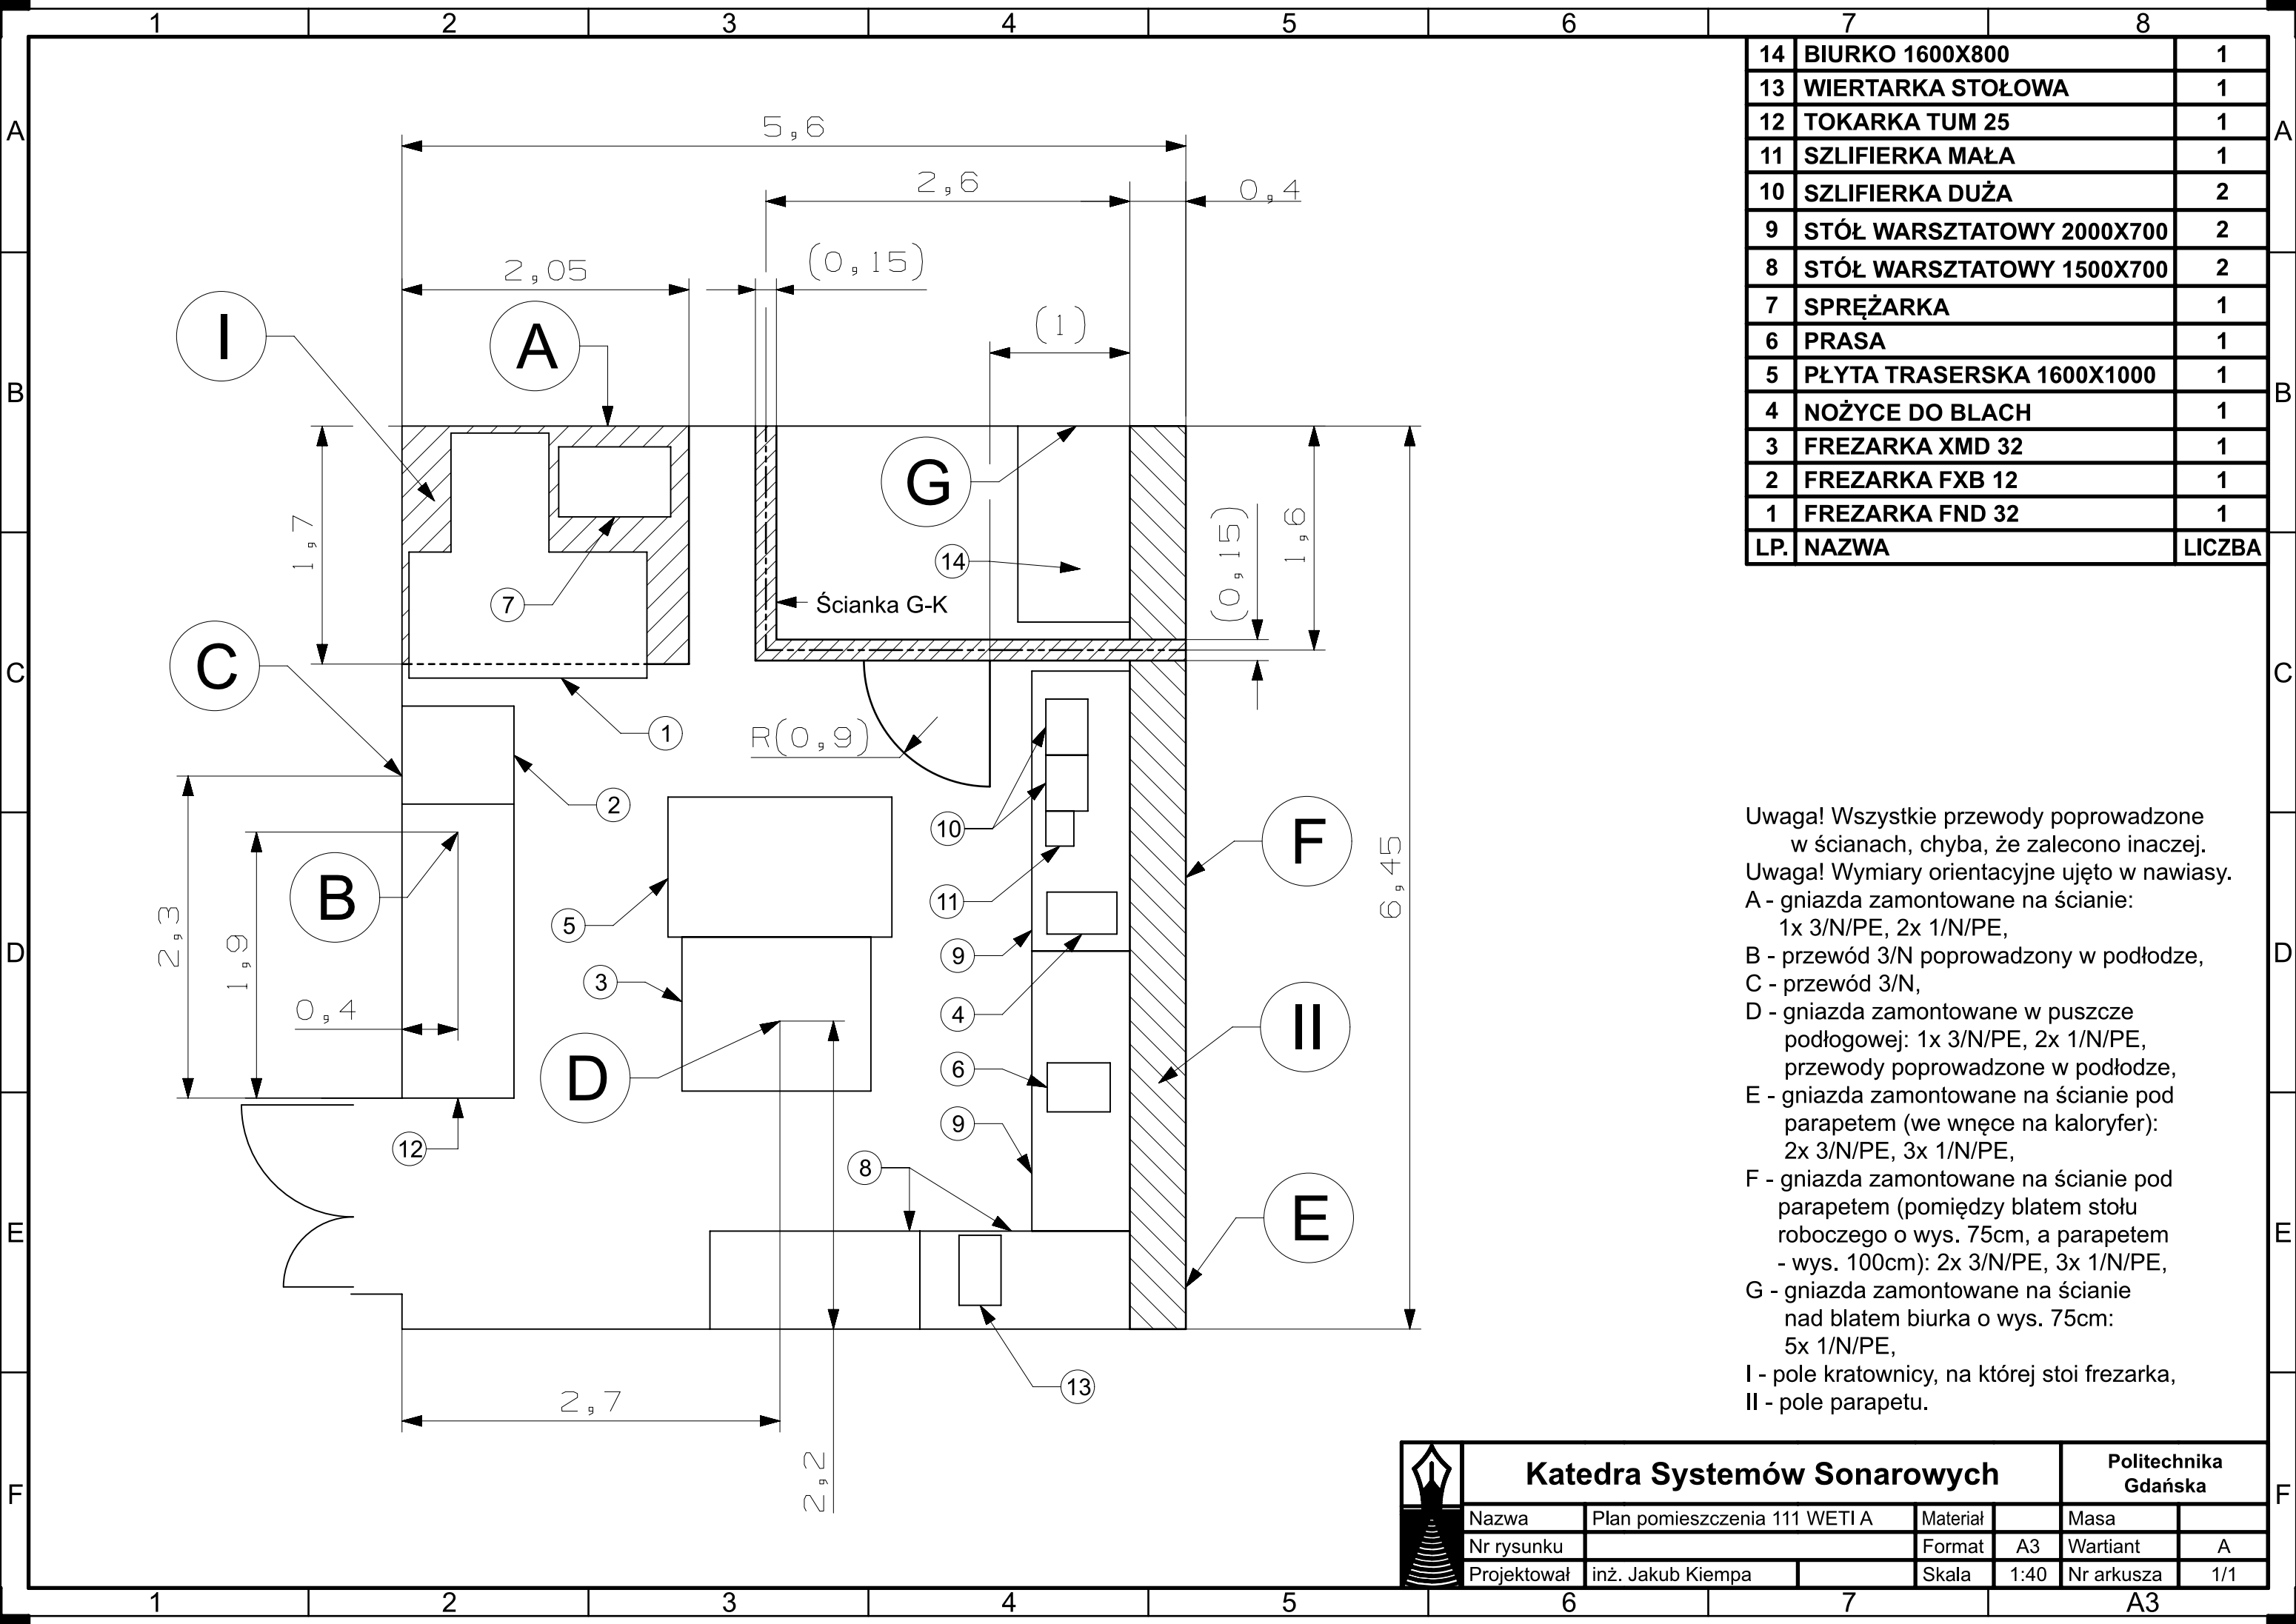 1 2 3 4 5 6 7 8
A
B
C
D
E
F
A
B
C
D
E
F
14 BIURKO 1600X800 1
13 WIERTARKA STOŁOWA 1
12 TOKARKA TUM 25 1
11 SZLIFIERKA MAŁA 1
10 SZLIFIERKA DUŻA 2
9 STÓŁ WARSZTATOWY 2000X700 2
8 STÓŁ WARSZTATOWY 1500X700 2
7 SPRĘŻARKA 1
6 PRASA 1
5 PŁYTA TRASERSKA 1600X1000 1
4 NOŻYCE DO BLACH 1
3 FREZARKA XMD 32 1
2 FREZARKA FXB 12 1
1 FREZARKA FND 32 1
LP. NAZWA LICZBA
5,6
2,6
0,4
2,05
(0,15)
(1)
I
A
G
1,7
(0,15)
1,6
14
7
Ścianka G-K
C
1
R(0,9)
2
10
F
B
11
6,45
5
2,3
1,9
9
3
0,4
4
II
D
6
9
12
8
E
13
2,7
2,2
Uwaga! Wszystkie przewody poprowadzone
w ścianach, chyba, że zalecono inaczej.
Uwaga! Wymiary orientacyjne ujęto w nawiasy.
A - gniazda zamontowane na ścianie:
1x 3/N/PE, 2x 1/N/PE,
B - przewód 3/N poprowadzony w podłodze,
C - przewód 3/N,
D - gniazda zamontowane w puszcze
podłogowej: 1x 3/N/PE, 2x 1/N/PE,
przewody poprowadzone w podłodze,
E - gniazda zamontowane na ścianie pod
parapetem (we wnęce na kaloryfer):
2x 3/N/PE, 3x 1/N/PE,
F - gniazda zamontowane na ścianie pod
parapetem (pomiędzy blatem stołu
roboczego o wys. 75cm, a parapetem
- wys. 100cm): 2x 3/N/PE, 3x 1/N/PE,
G - gniazda zamontowane na ścianie
nad blatem biurka o wys. 75cm:
5x 1/N/PE,
I - pole kratownicy, na której stoi frezarka,
II - pole parapetu.
Katedra Systemów Sonarowych
Politechnika
Gdańska
Nazwa Plan pomieszczenia 111 WETI A Materiał Masa
Nr rysunku Format A3 Wartiant A
Projektował inż. Jakub Kiempa Skala 1:40 Nr arkusza 1/1
1 2 3 4 5 6 7 A3